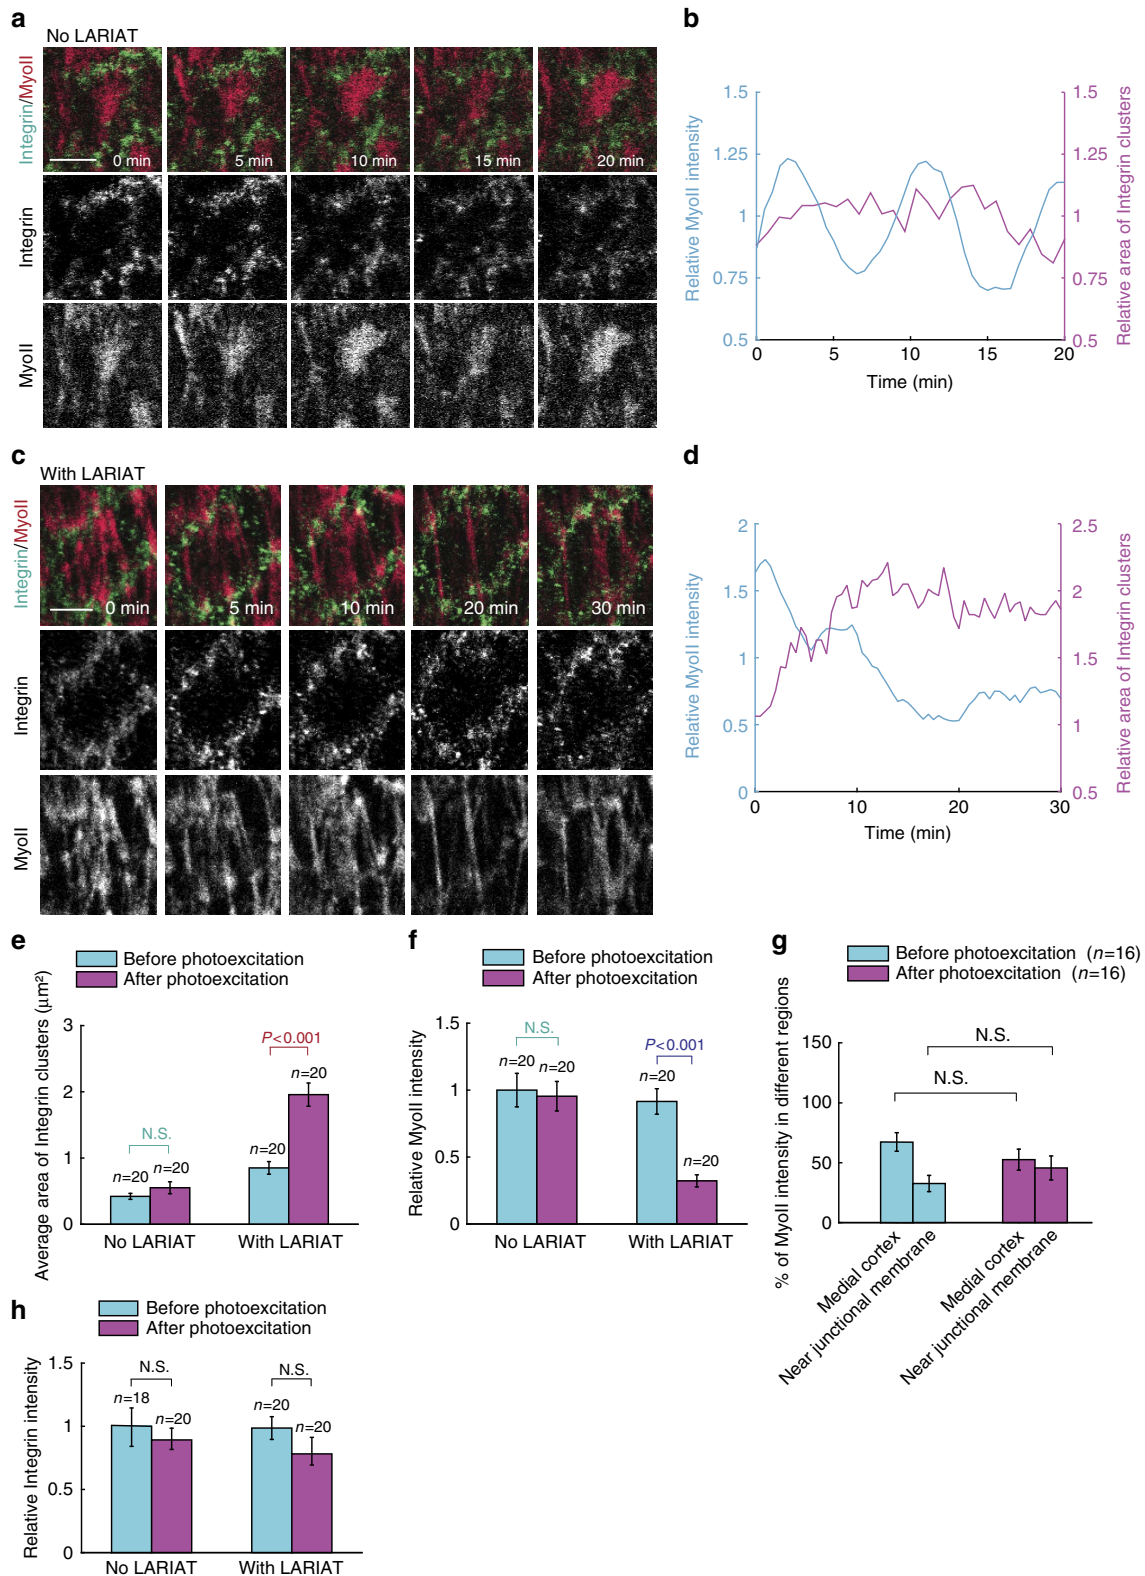 a
No LARIAT
Integrin/MyoII
0 min
5 min
10 min
15 min
20 min
Integrin
MyoII
b
1.5
1.25
1
0.75
0.5
Relative MyoII intensity
1.5
1.25
1
0.75
0.5
Relative area of Integrin clusters
0
5
10
15
20
Time (min)
c
With LARIAT
Integrin/MyoII
0 min
5 min
10 min
20 min
30 min
Integrin
MyoII
d
2
1.5
1
0.5
0
Relative MyoII intensity
2.5
2
1.5
1
0.5
Relative area of Integrin clusters
0
10
20
30
Time (min)
e
Before photoexcitation
After photoexcitation
Average area of Integrin clusters (μm²)
3
2
1
0
N.S.
n=20
n=20
P<0.001
n=20
n=20
No LARIAT
With LARIAT
f
Before photoexcitation
After photoexcitation
Relative MyoII intensity
1.5
1
0.5
0
N.S.
n=20
n=20
P<0.001
n=20
n=20
No LARIAT
With LARIAT
g
Before photoexcitation (n=16)
After photoexcitation (n=16)
% of MyoII intensity in different regions
150
100
50
0
N.S.
N.S.
Medial cortex
Near junctional membrane
Medial cortex
Near junctional membrane
h
Before photoexcitation
After photoexcitation
Relative Integrin intensity
1.5
1
0.5
0
N.S.
n=18
n=20
N.S.
n=20
n=20
No LARIAT
With LARIAT